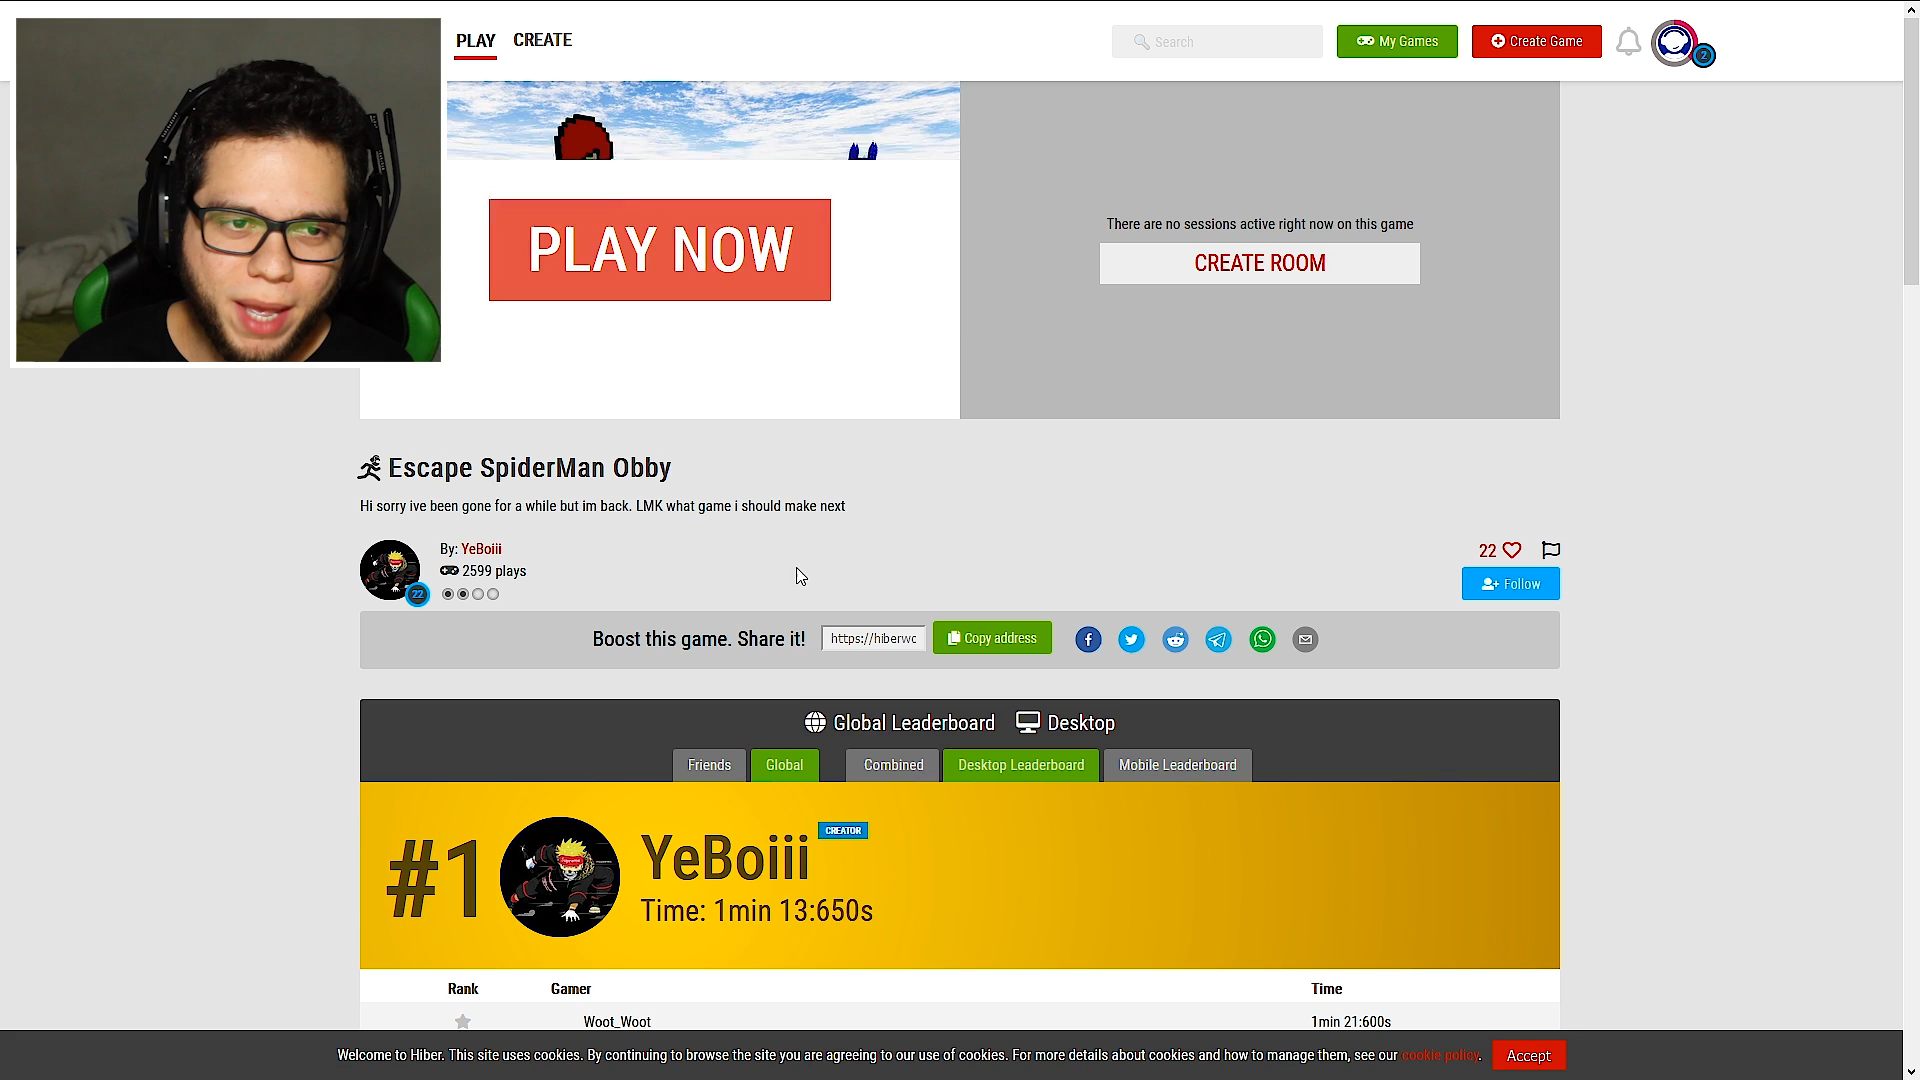 PLAY CREATE
Search
My Games
Create Game
2
PLAY NOW
There are no sessions active right now on this game
CREATE ROOM
Escape SpiderMan Obby
Hi sorry ive been gone for a while but im back. LMK what game i should make next
By: YeBoiii
2599 plays
22
22
Follow
Boost this game. Share it!
https://hiberwo
Copy address
Global Leaderboard Desktop
Friends Global Combined Desktop Leaderboard Mobile Leaderboard
#1
YeBoiii
CREATOR
Time: 1min 13:650s
Rank Gamer Time
Woot_Woot 1min 21:600s
Welcome to Hiber. This site uses cookies. By continuing to browse the site you are agreeing to our use of cookies. For more details about cookies and how to manage them, see our cookie policy.
Accept